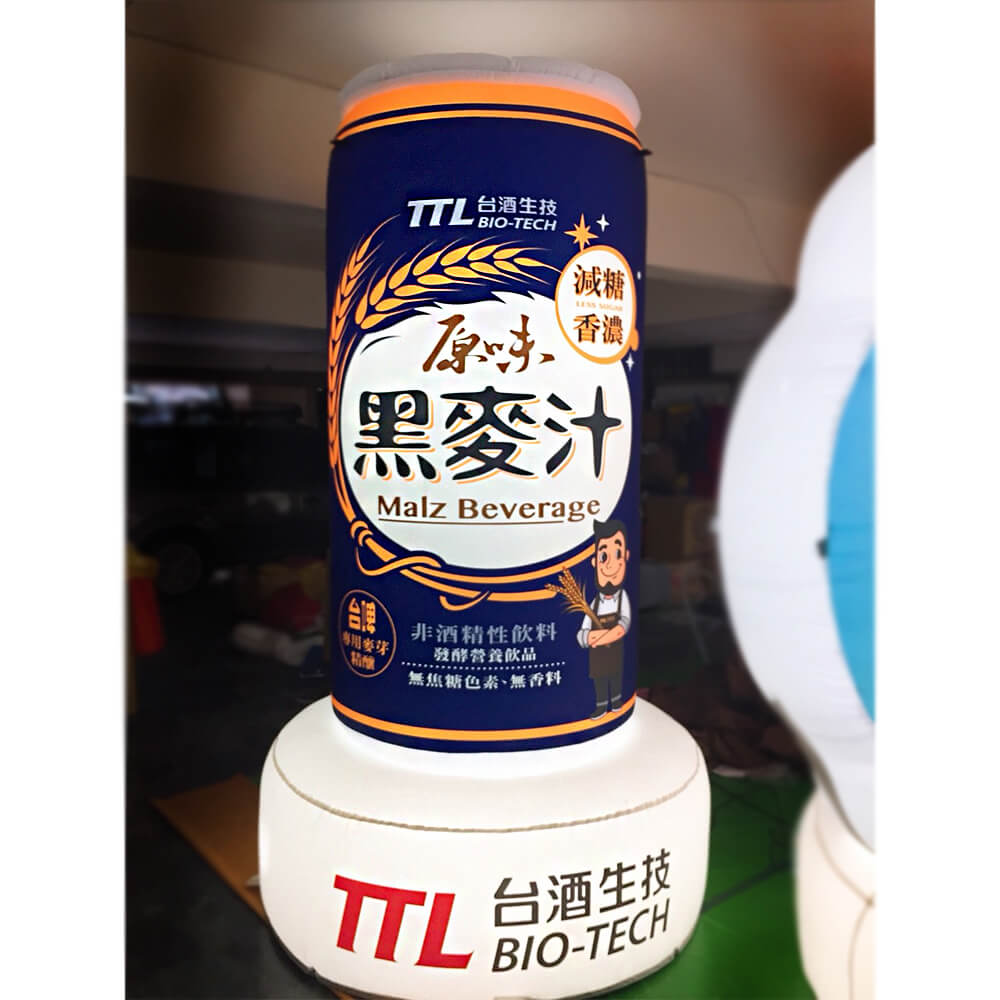 TTL 台酒生技
BIO-TECH
減糖
LESS SUGAR
香濃
原味
黑麥汁
Malz Beverage
台啤
專用麥芽
精釀
非酒精性飲料
發酵營養飲品
無焦糖色素、無香料
TTL 台酒生技
BIO-TECH